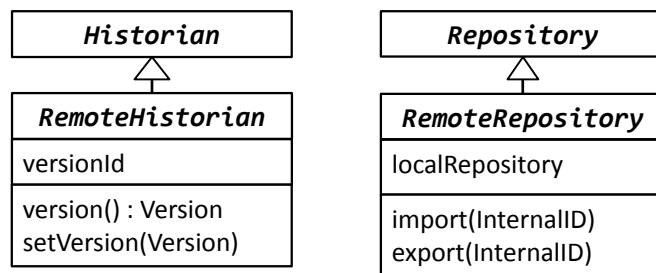 Historian
RemoteHistorian
versionId
version() : Version
setVersion(Version)
Repository
RemoteRepository
localRepository
import(InternalID)
export(InternalID)